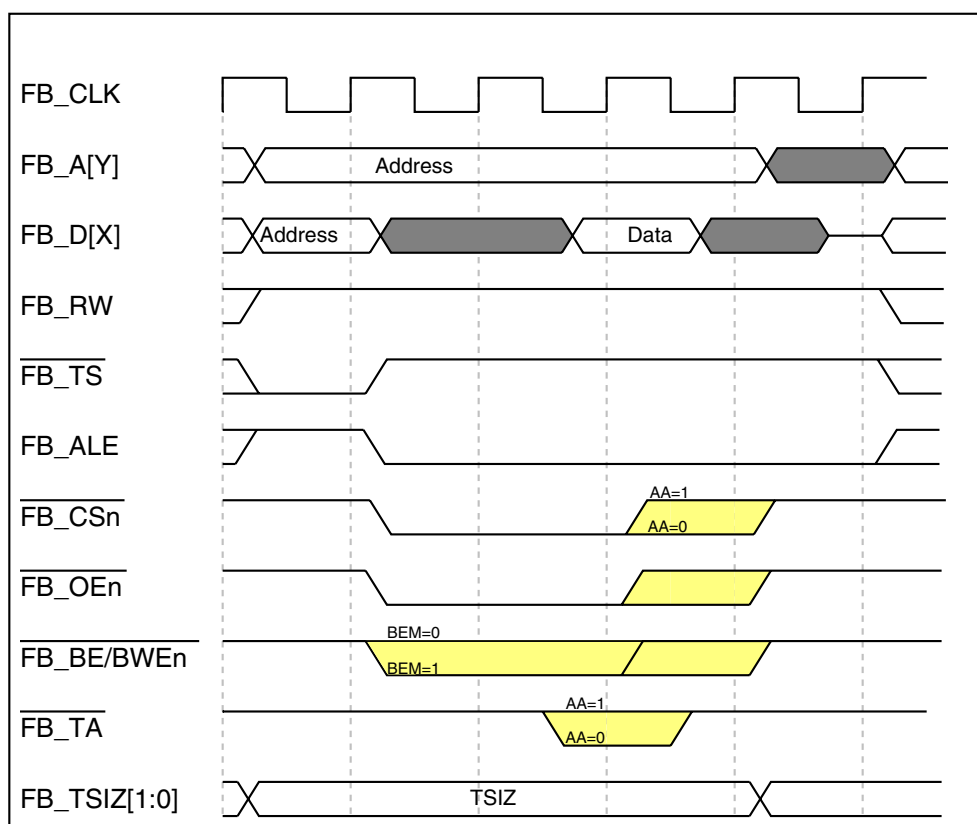 FB_CLK
FB_A[Y]
Address
FB_D[X]
Address
Data
FB_RW
FB_TS
FB_ALE
FB_CSn
AA=1
AA=0
FB_OEn
FB_BE/BWEn
BEM=0
BEM=1
FB_TA
AA=1
AA=0
FB_TSIZ[1:0]
TSIZ